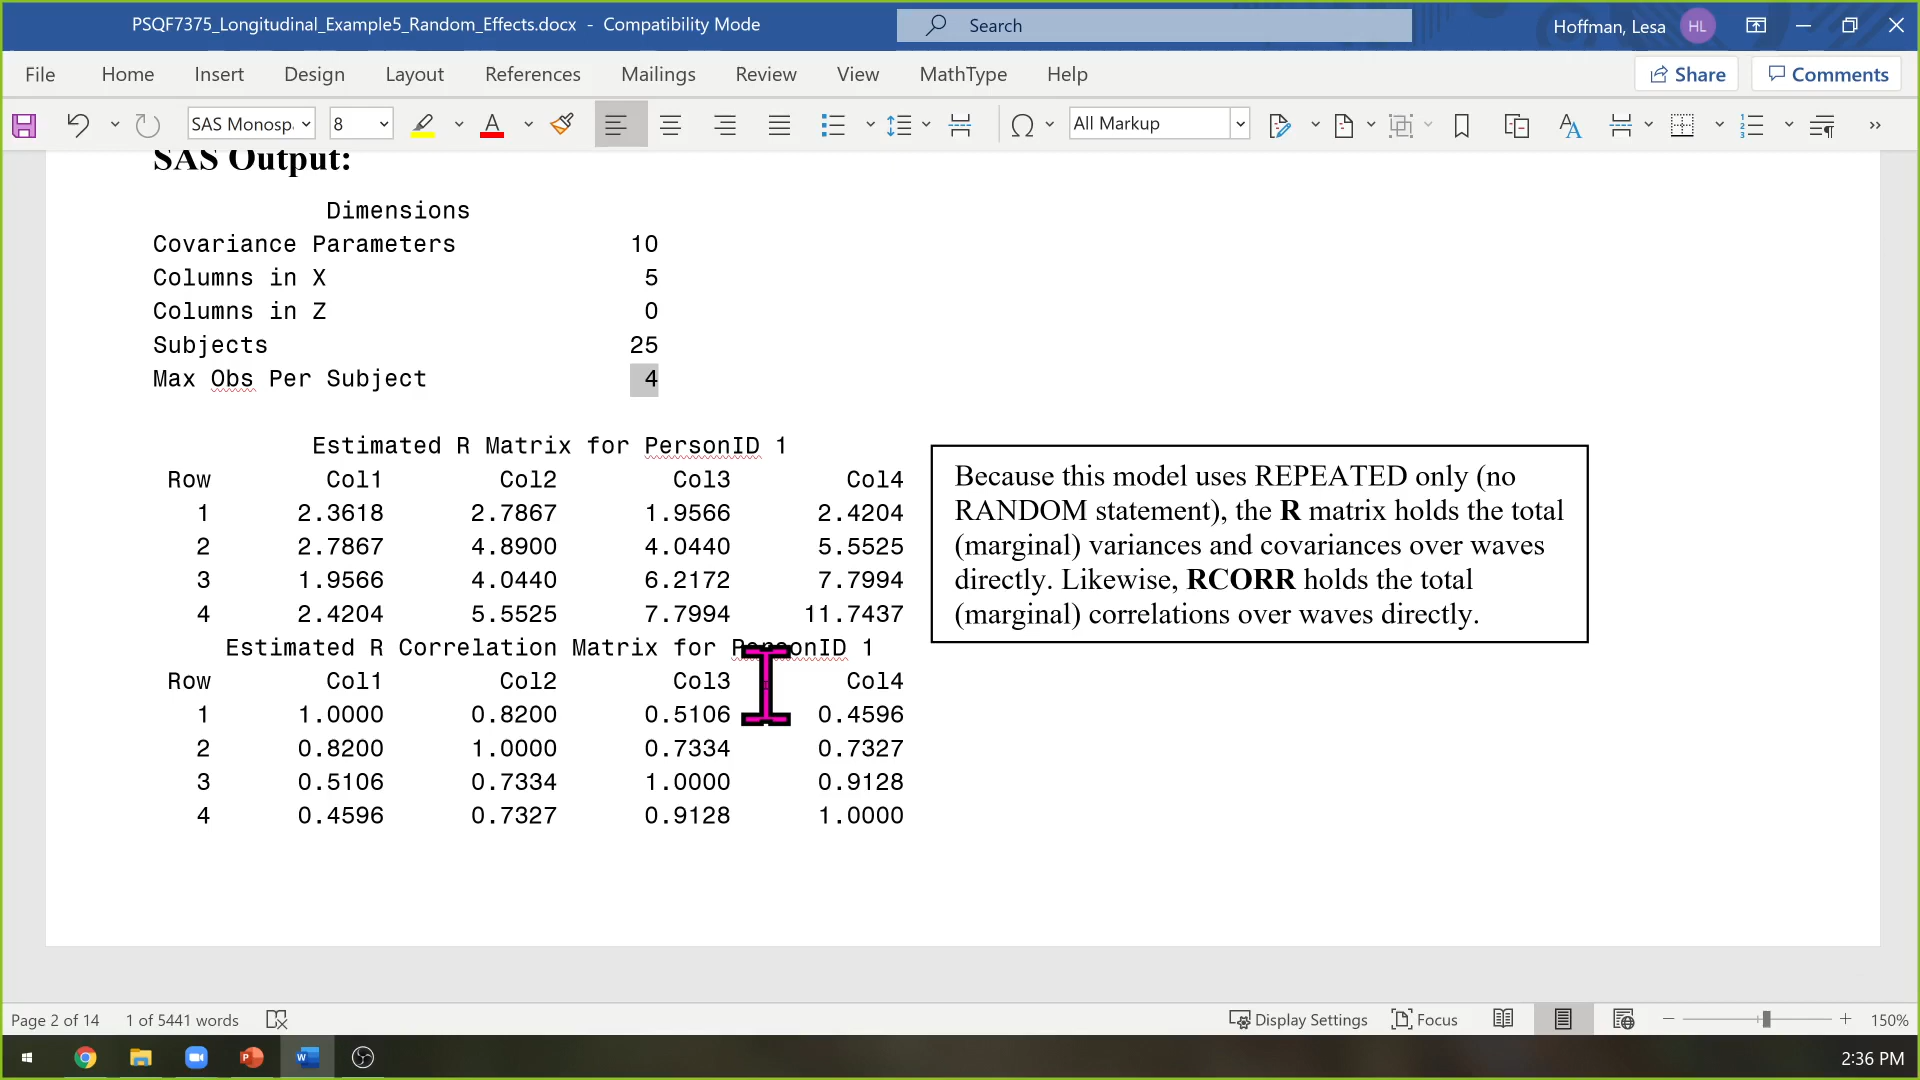 PSQF7375_Longitudinal_Example5_Random_Effects.docx - Compatibility Mode
Search
Hoffman, Lesa HL
File Home Insert Design Layout References Mailings Review View MathType Help Share Comments
SAS Monosp. 8 All Markup
SAS Output:
Dimensions
Covariance Parameters 10
Columns in X 5
Columns in Z 0
Subjects 25
Max Obs Per Subject 4
Estimated R Matrix for PersonID 1
Row Col1 Col2 Col3 Col4
1 2.3618 2.7867 1.9566 2.4204
2 2.7867 4.8900 4.0440 5.5525
3 1.9566 4.0440 6.2172 7.7994
4 2.4204 5.5525 7.7994 11.7437
Because this model uses REPEATED only (no
RANDOM statement), the R matrix holds the total
(marginal) variances and covariances over waves
directly. Likewise, RCORR holds the total
(marginal) correlations over waves directly.
Estimated R Correlation Matrix for PersonID 1
Row Col1 Col2 Col3 Col4
1 1.0000 0.8200 0.5106 0.4596
2 0.8200 1.0000 0.7334 0.7327
3 0.5106 0.7334 1.0000 0.9128
4 0.4596 0.7327 0.9128 1.0000
Page 2 of 14 1 of 5441 words Display Settings Focus 150%
2:36 PM